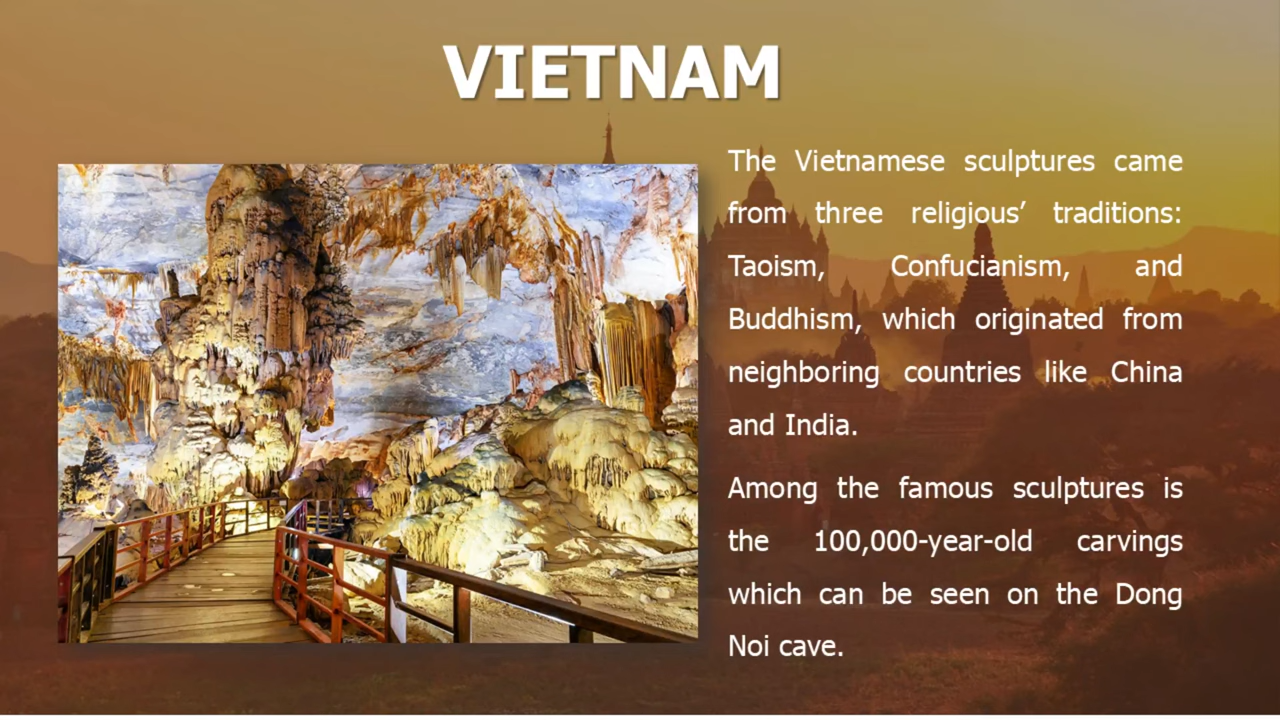 VIETNAM
The Vietnamese sculptures came
from three religious’ traditions:
Taoism, Confucianism, and
Buddhism, which originated from
neighboring countries like China
and India.
Among the famous sculptures is
the 100,000-year-old carvings
which can be seen on the Dong
Noi cave.